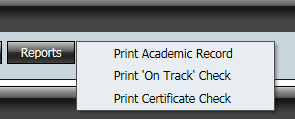 Reports
Print Academic Record
Print 'On Track' Check
Print Certificate Check